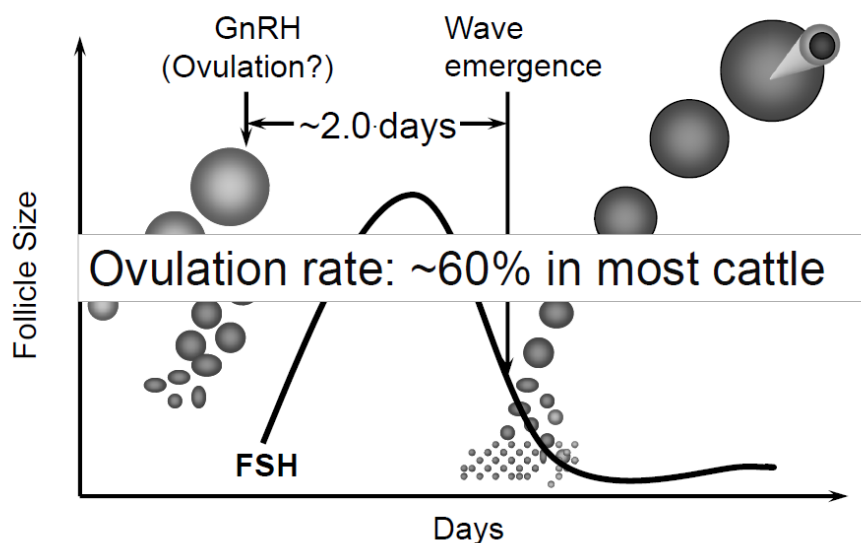 GnRH
(Ovulation?)
Wave
emergence
~2.0 days
Follicle Size
Ovulation rate: ~60% in most cattle
FSH
Days